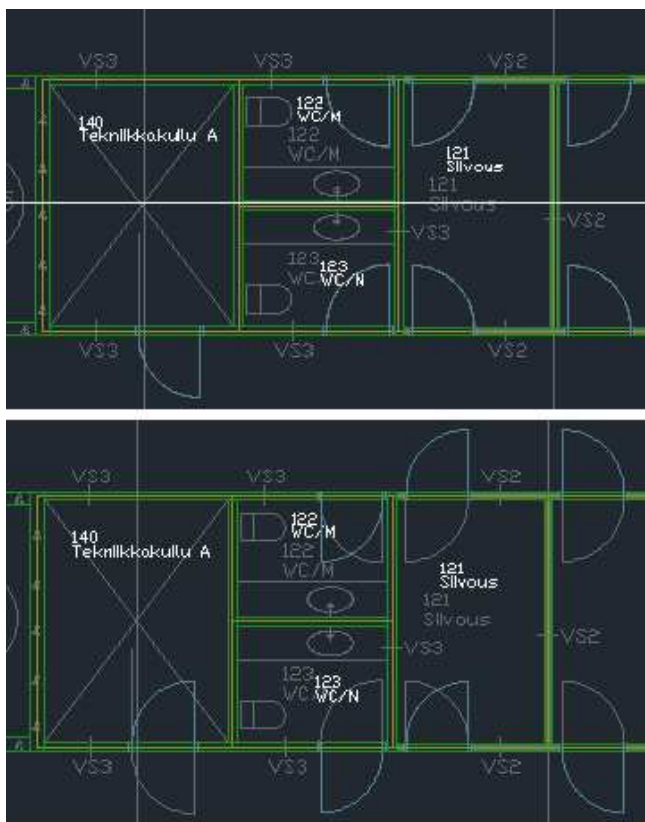 VS3
VS3
VS2
140
Tekniikkakuilu A
122
WC/M
122
WC/M
121
Siivous
121
Siivous
VS3
VS2
123
WC/
123
WC/N
VS3
VS3
VS2
VS3
VS3
VS2
140
Tekniikkakuilu A
122
WC/M
122
WC/M
121
Siivous
121
Siivous
VS3
VS2
123
WC/
123
WC/N
VS3
VS3
VS2